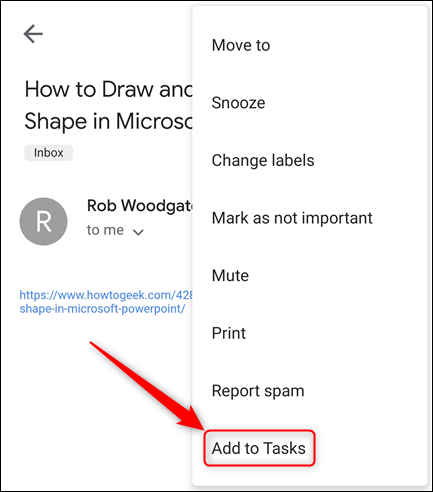 How to Draw and
Shape in Microso
Inbox
R
Rob Woodgat
to me
https://www.howtogeek.com/428
shape-in-microsoft-powerpoint/
Move to
Snooze
Change labels
Mark as not important
Mute
Print
Report spam
Add to Tasks